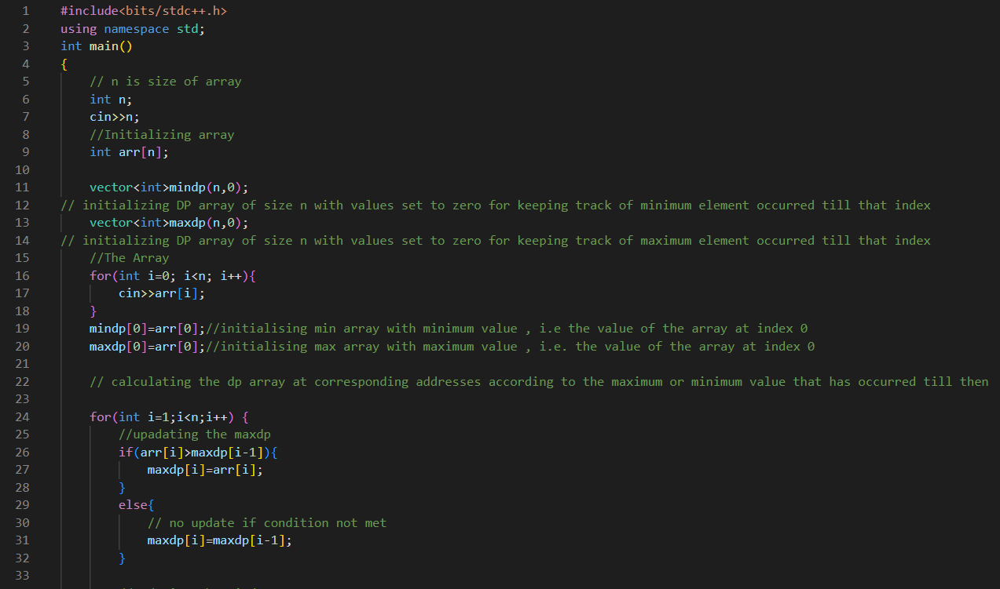 1 #include<bits/stdc++.h>
2 using namespace std;
3 int main()
4 {
5 // n is size of array
6 int n;
7 cin>>n;
8 //Initializing array
9 int arr[n];
10
11 vector<int>mindp(n,0);
12 // initializing DP array of size n with values set to zero for keeping track of minimum element occurred till that index
13 vector<int>maxdp(n,0);
14 // initializing DP array of size n with values set to zero for keeping track of maximum element occurred till that index
15 //The Array
16 for(int i=0; i<n; i++){
17 cin>>arr[i];
18 }
19 mindp[0]=arr[0];//initialising min array with minimum value , i.e the value of the array at index 0
20 maxdp[0]=arr[0];//initialising max array with maximum value , i.e. the value of the array at index 0
21
22 // calculating the dp array at corresponding addresses according to the maximum or minimum value that has occurred till then
23
24 for(int i=1;i<n;i++) {
25 //upadating the maxdp
26 if(arr[i]>maxdp[i-1]){
27 maxdp[i]=arr[i];
28 }
29 else{
30 // no update if condition not met
31 maxdp[i]=maxdp[i-1];
32 }
33